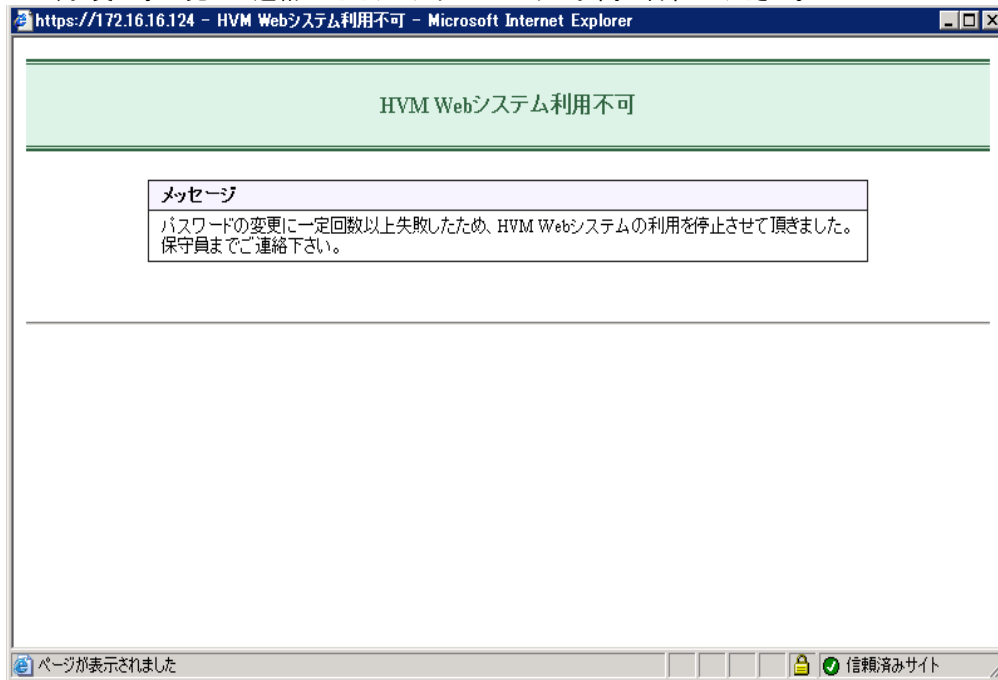 https://172.16.16.124 - HVM Webシステム利用不可 - Microsoft Internet Explorer
HVM Webシステム利用不可
メッセージ
パスワードの変更に一定回数以上失敗したため、HVM Webシステムの利用を停止させて頂きました。
保守員までご連絡下さい。
ページが表示されました
信頼済みサイト